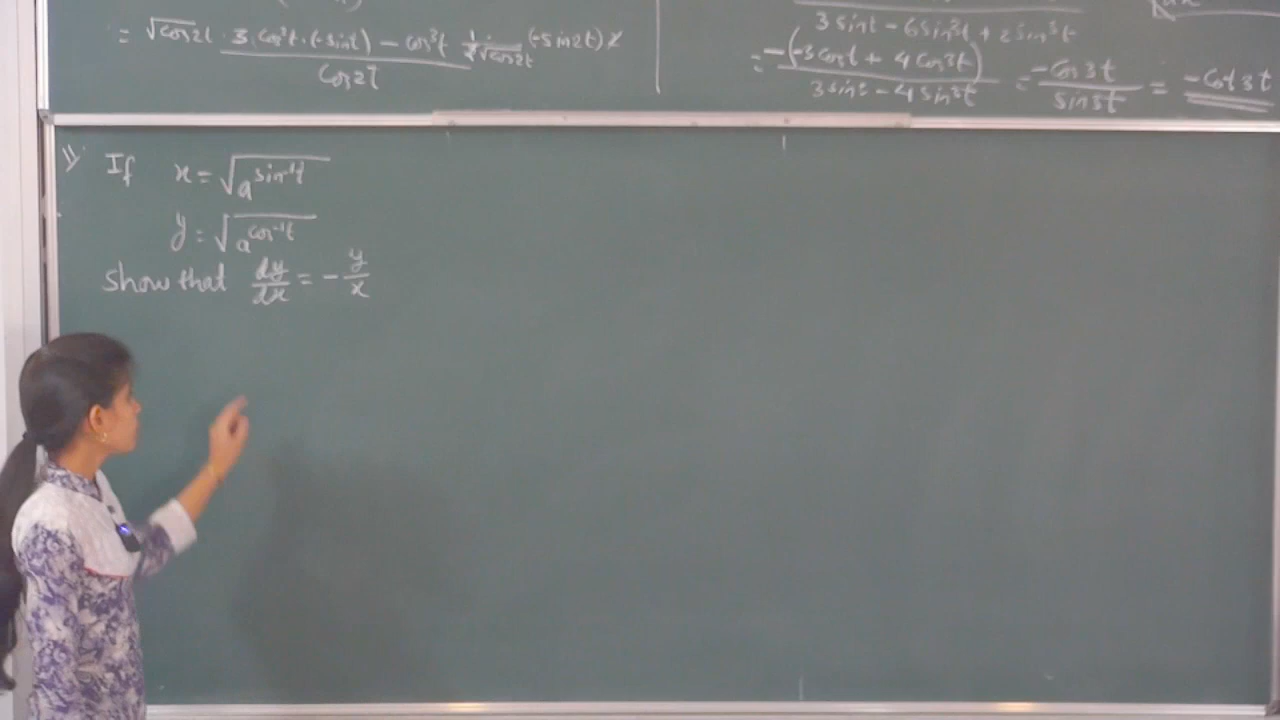 = √cos2t · 3 · cos²t · (-sint) - cos³t 1/2√cos2t (-sin2t) 2
cos2t
3sint - 6sin³t + 2sin³t
= -(-3cost + 4cos³t) / 3sint - 4sin³t = -cos3t / sin3t = -cot3t
11) If x = √a^sin⁻¹t
y = √a^cos⁻¹t
Show that dy/dx = - y/x